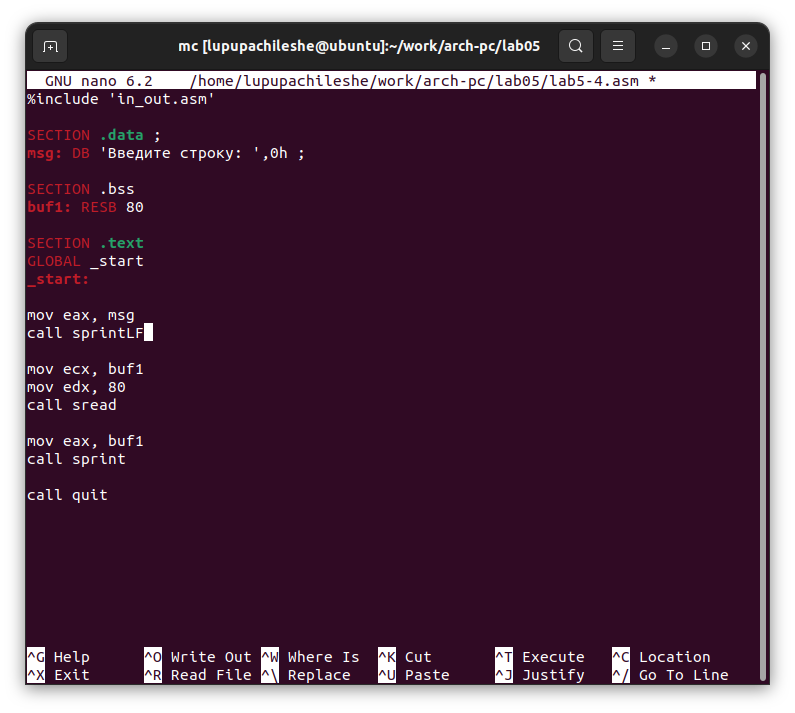 mc [lupupachileshe@ubuntu]:~/work/arch-pc/lab05
GNU nano 6.2 /home/lupupachileshe/work/arch-pc/lab05/lab5-4.asm *
%include 'in_out.asm'
SECTION .data ;
msg: DB 'Введите строку: ',0h ;
SECTION .bss
buf1: RESB 80
SECTION .text
GLOBAL _start
_start:
mov eax, msg
call sprintLF
mov ecx, buf1
mov edx, 80
call sread
mov eax, buf1
call sprint
call quit
^G Help ^O Write Out ^W Where Is ^K Cut ^T Execute ^C Location
^X Exit ^R Read File ^\ Replace ^U Paste ^J Justify ^/ Go To Line